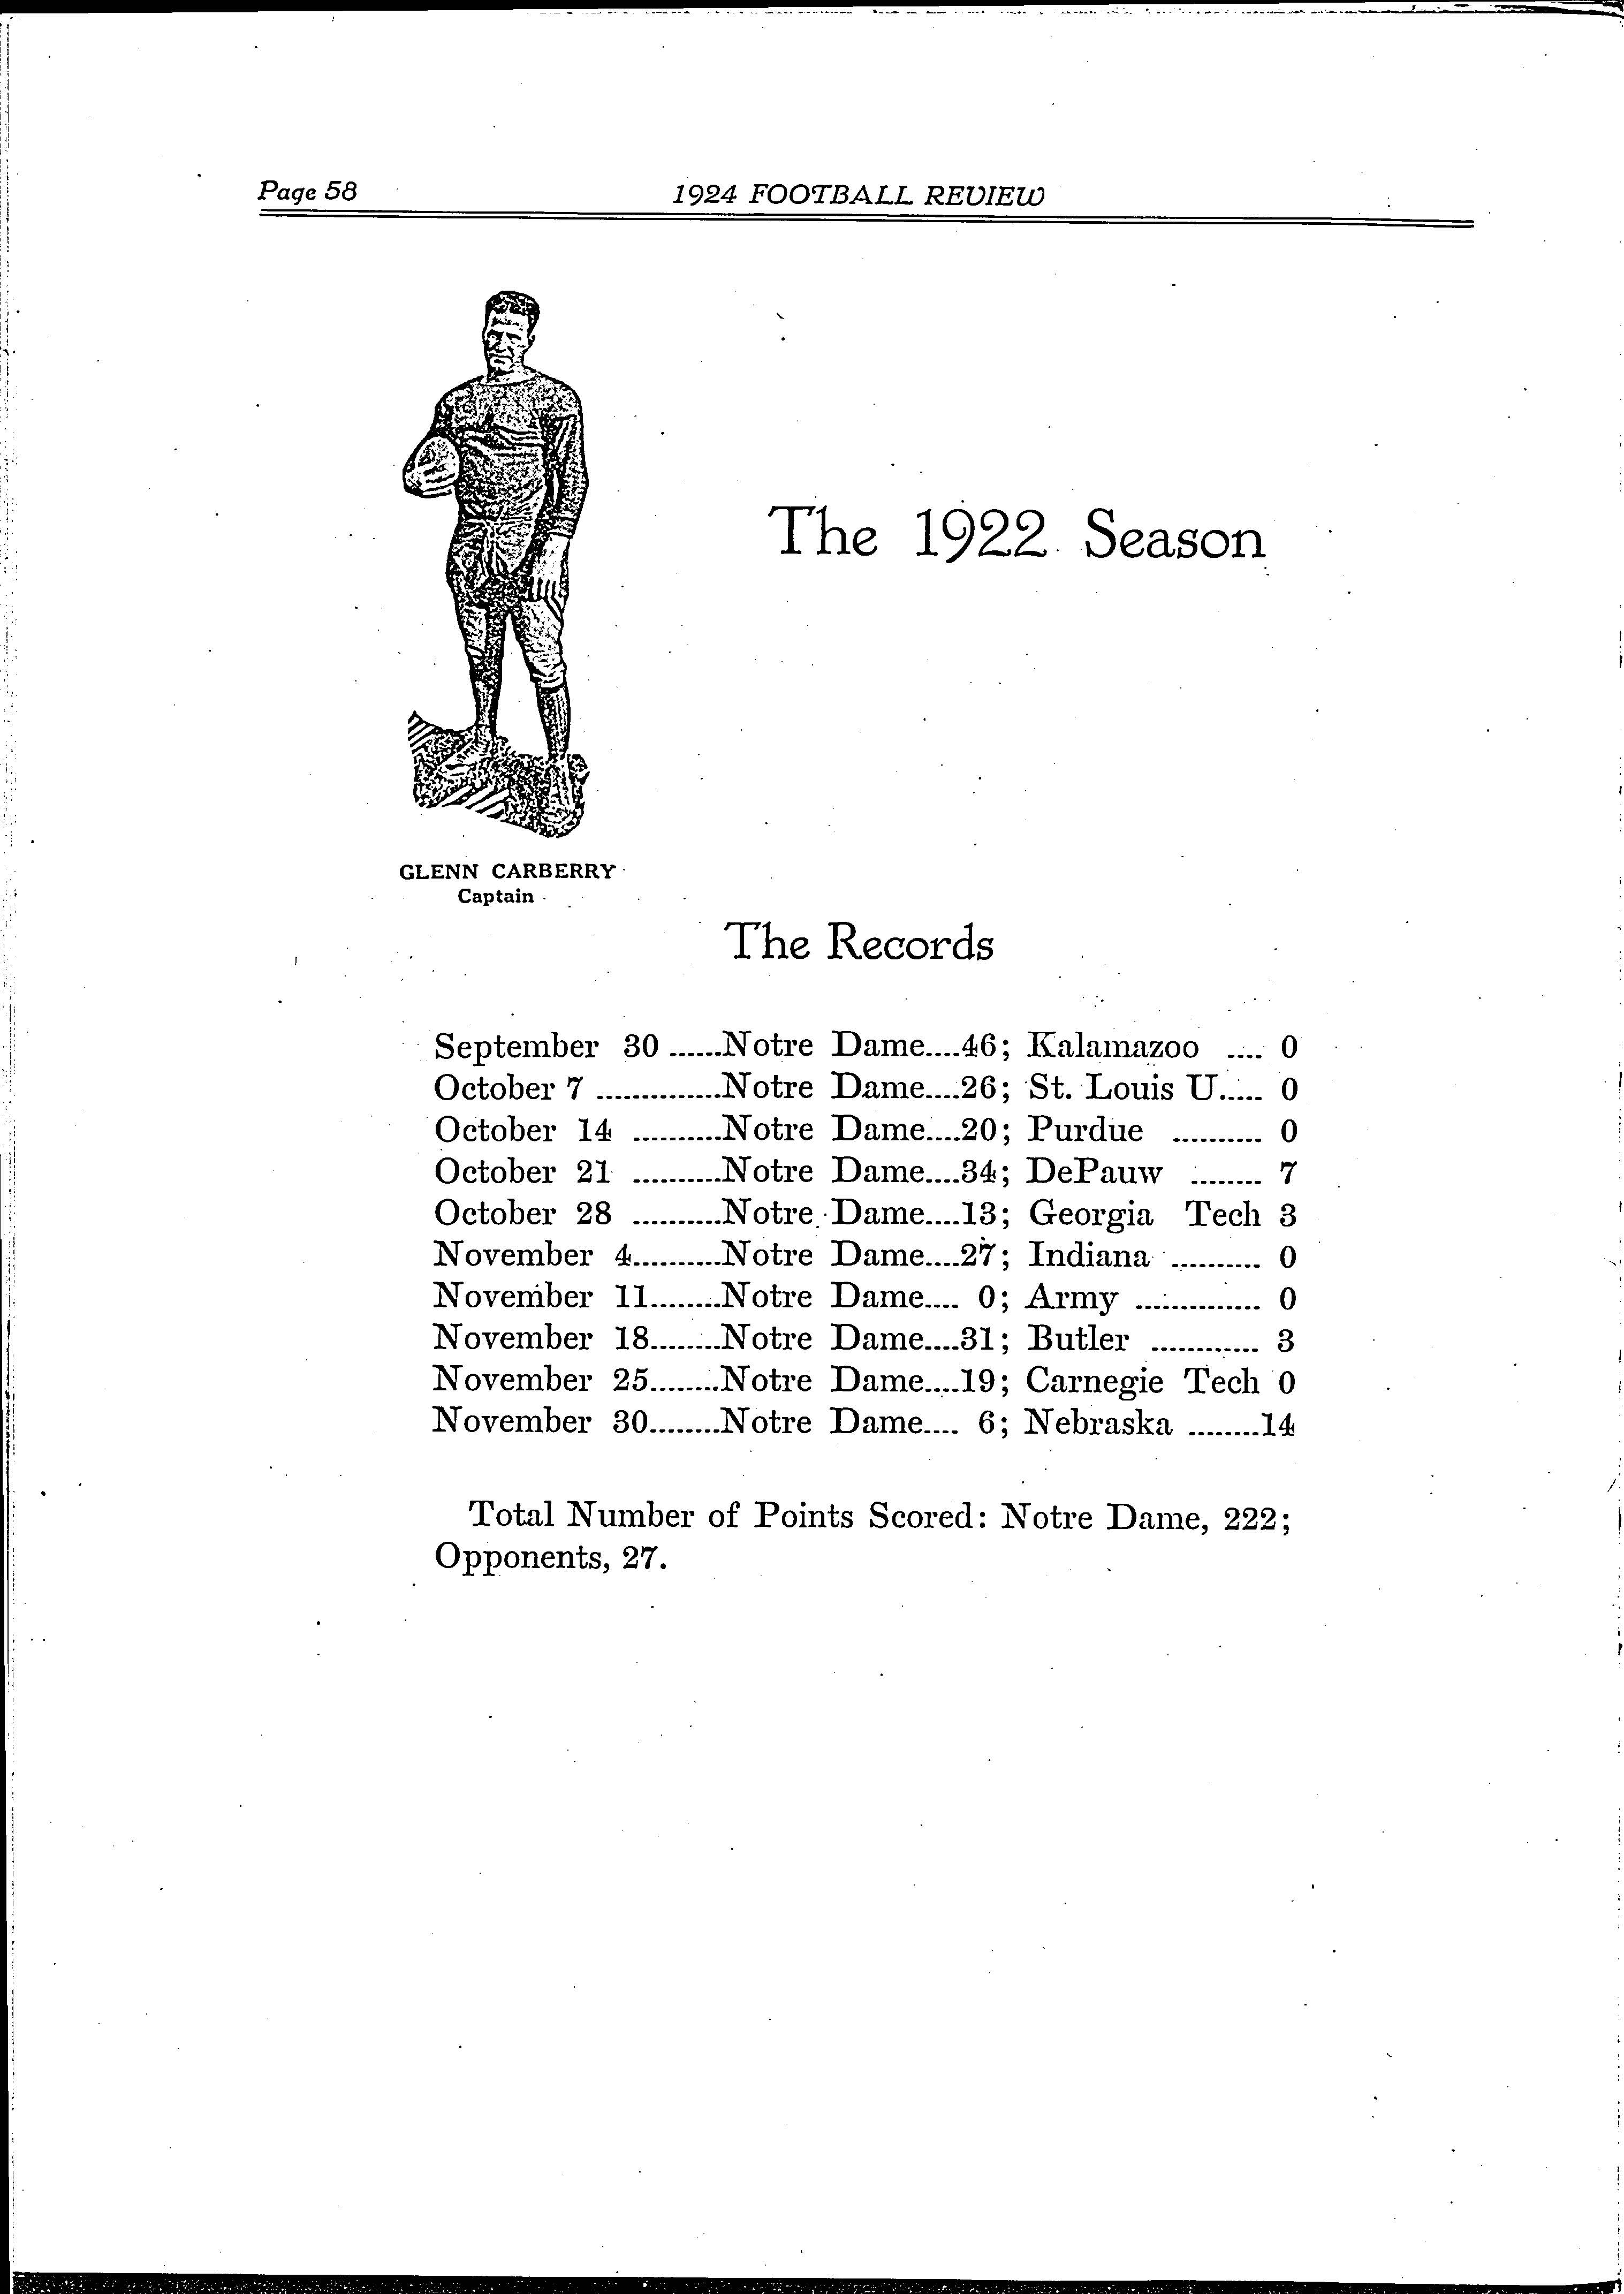 Page 58
1924 FOOTBALL REVIEW
The 1922 Season
GLENN CARBERRY
Captain
The Records
September 30 ......Notre Dame....46; Kalamazoo .... 0
October 7 ..............Notre Dame....26; St. Louis U..... 0
October 14 ..........Notre Dame....20; Purdue .......... 0
October 21 ..........Notre Dame....34; DePauw ........ 7
October 28 ..........Notre Dame....13; Georgia Tech 3
November 4..........Notre Dame....27; Indiana .......... 0
November 11........Notre Dame.... 0; Army .............. 0
November 18........Notre Dame....31; Butler ............ 3
November 25........Notre Dame....19; Carnegie Tech 0
November 30........Notre Dame.... 6; Nebraska ........14
Total Number of Points Scored: Notre Dame, 222;
Opponents, 27.